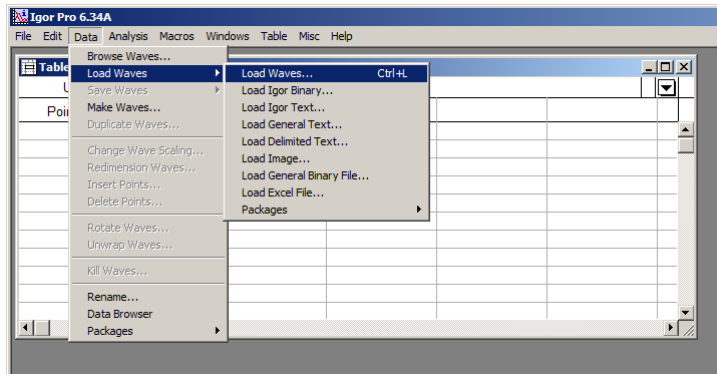 Igor Pro 6.34A
File Edit Data Analysis Macros Windows Table Misc Help
Table
Browse Waves...
Load Waves
Save Waves
Make Waves...
Duplicate Waves...
Change Wave Scaling...
Redimension Waves...
Insert Points...
Delete Points...
Rotate Waves...
Unwrap Waves...
Kill Waves...
Rename...
Data Browser
Packages
Load Waves... Ctrl+L
Load Igor Binary...
Load Igor Text...
Load General Text...
Load Delimited Text...
Load Image...
Load General Binary File...
Load Excel File...
Packages